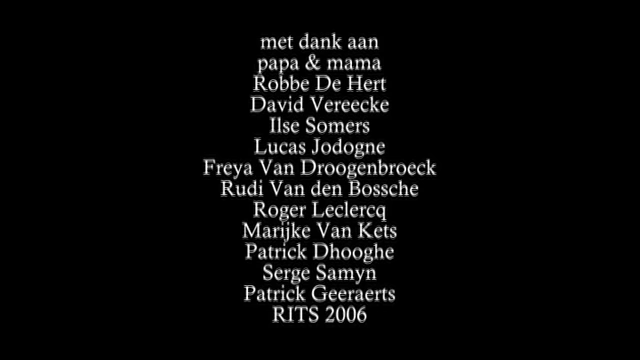 met dank aan
papa & mama
Robbe De Hert
David Vereecke
Ilse Somers
Lucas Jodogne
Freya Van Droogenbroeck
Rudi Van den Bossche
Roger Leclercq
Marijke Van Kets
Patrick Dhooghe
Serge Samyn
Patrick Geeraerts
RITS 2006